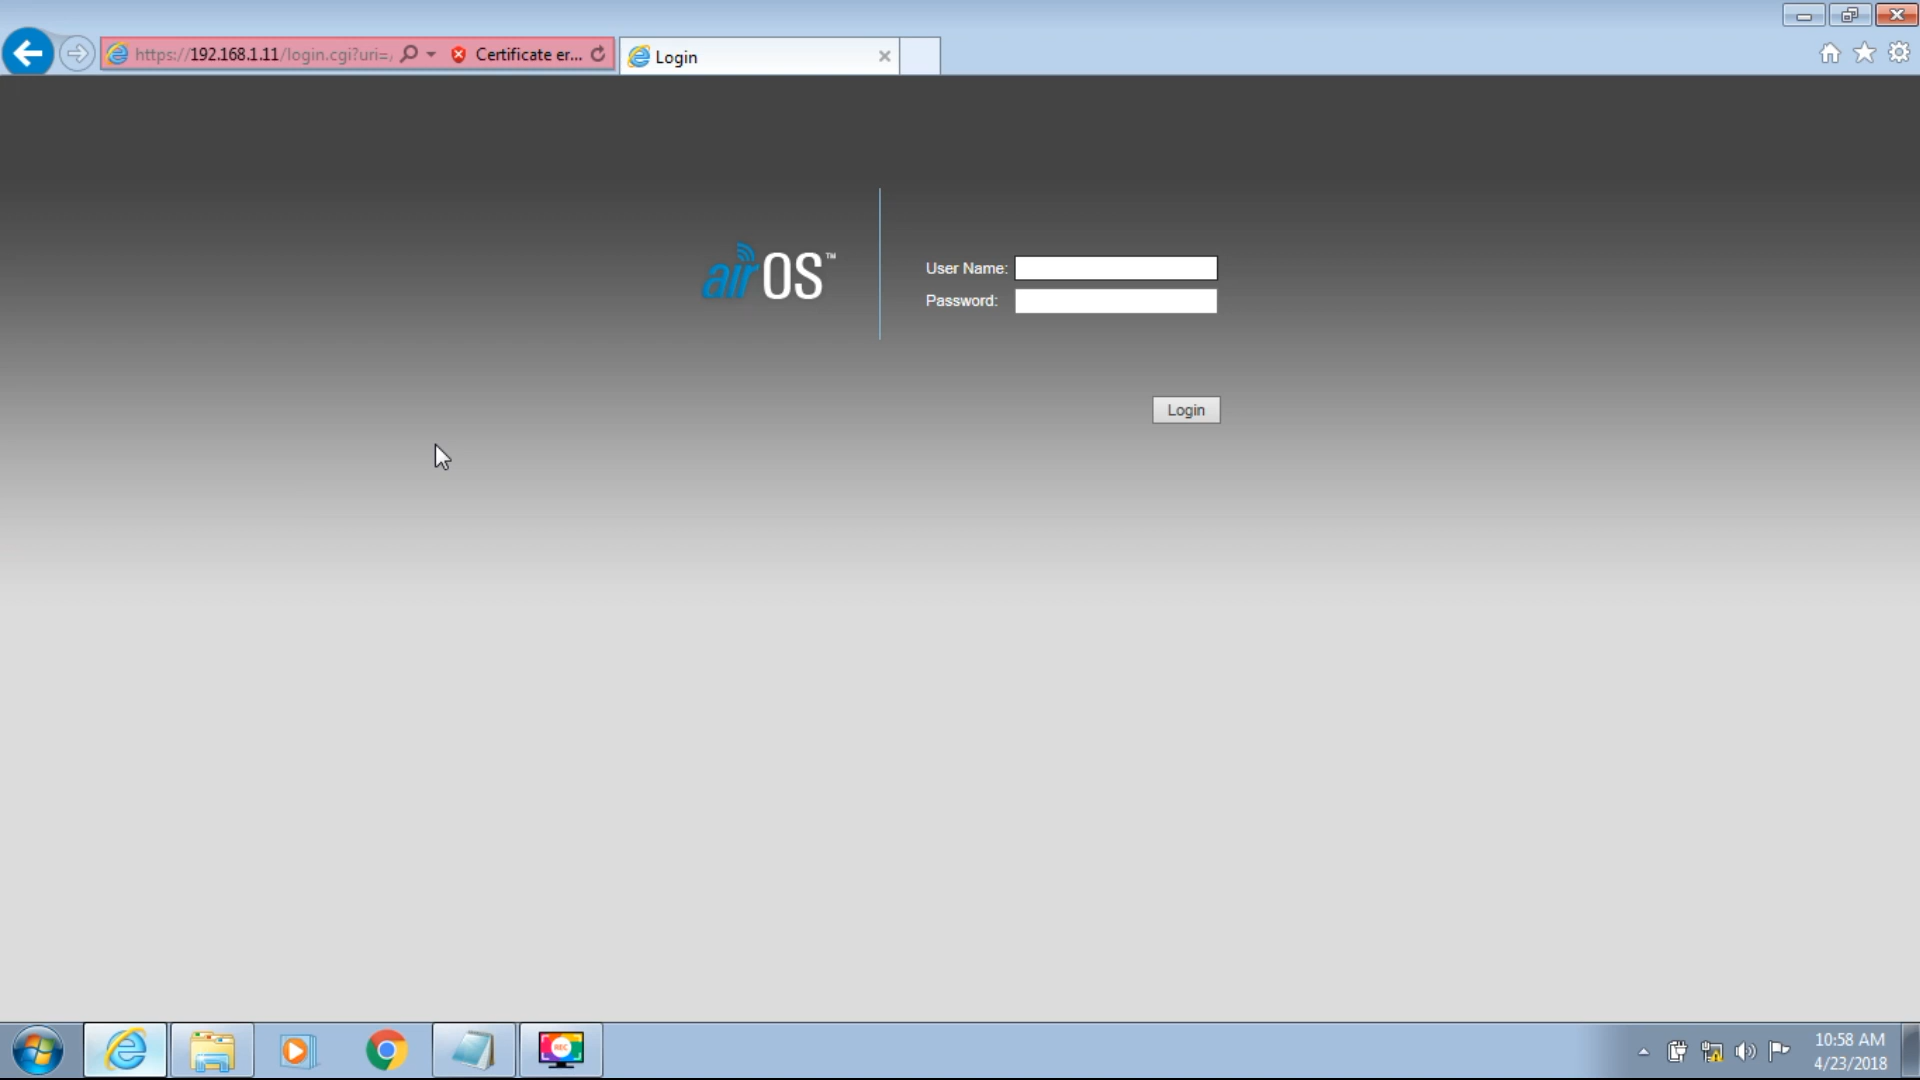 https://192.168.1.11/login.cgi?uri=/
Certificate er...
Login
airOS™
User Name:
Password:
Login
REC
10:58 AM
4/23/2018